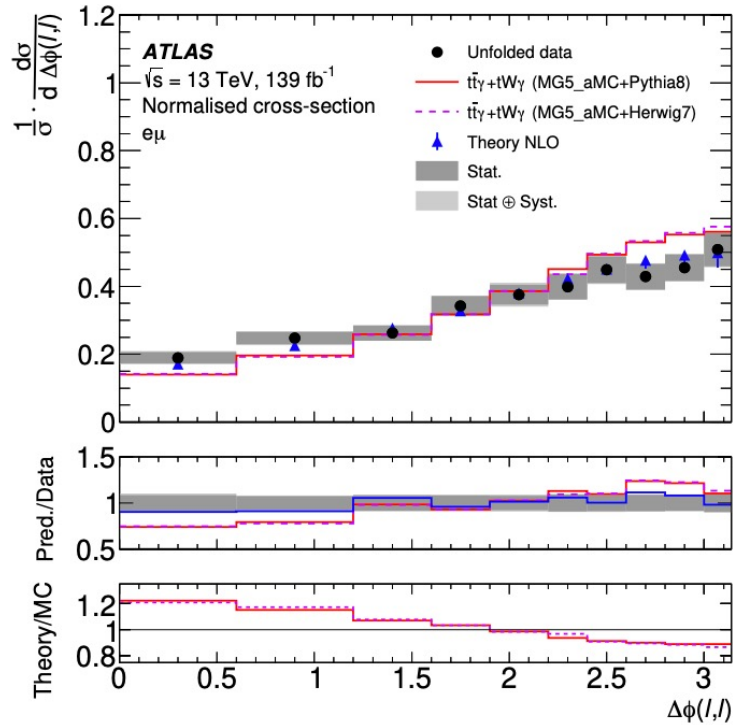 1/σ · dσ/d Δφ(l,l)
1.2
1
0.8
0.6
0.4
0.2
0
ATLAS
√s = 13 TeV, 139 fb⁻¹
Normalised cross-section
eμ
Unfolded data
tt̄γ+tWγ (MG5_aMC+Pythia8)
tt̄γ+tWγ (MG5_aMC+Herwig7)
Theory NLO
Stat.
Stat ⊕ Syst.
Pred./Data
1.5
1
0.5
Theory/MC
1.2
1
0.8
0 0.5 1 1.5 2 2.5 3
Δφ(l,l)